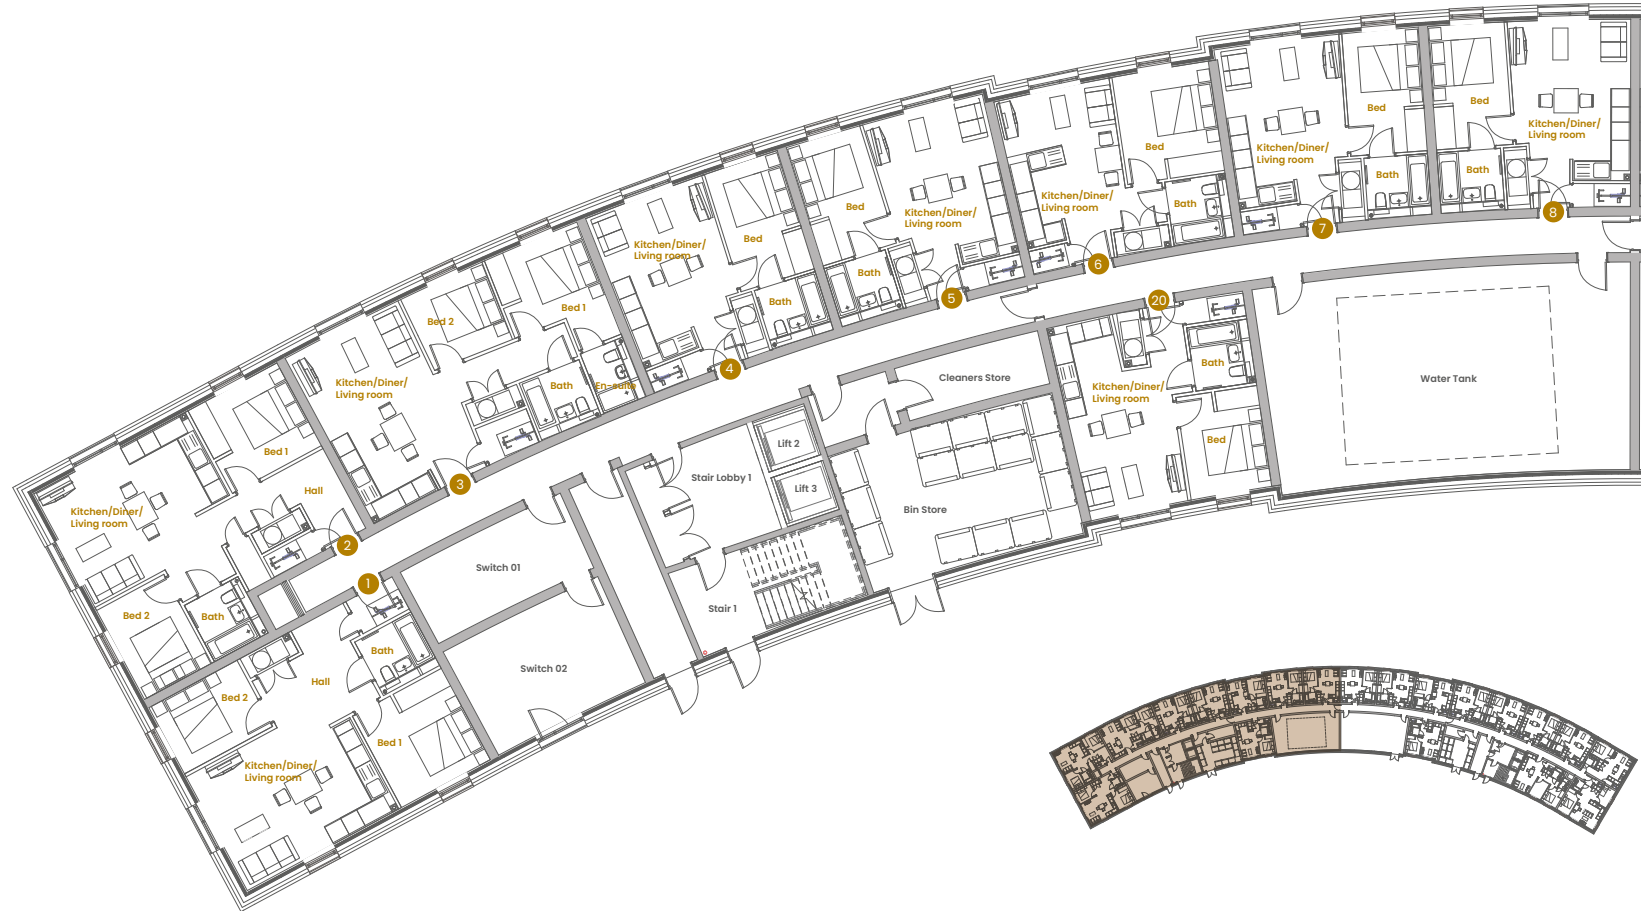 Kitchen/Diner/
Living room
Bed 2
Bath
Bed 1
Hall
2
1
Bath
Hall
Bed 2
Bed 1
Kitchen/Diner/
Living room
Kitchen/Diner/
Living room
Bed 2
Bed 1
Bath
En-suite
3
Kitchen/Diner/
Living room
Bed
Bath
4
Bed
Kitchen/Diner/
Living room
Bath
5
Kitchen/Diner/
Living room
Bed
Bath
6
Kitchen/Diner/
Living room
Bed
Bath
7
Bed
Kitchen/Diner/
Living room
Bath
8
20
Bath
Kitchen/Diner/
Living room
Bed
Water Tank
Cleaners Store
Lift 2
Stair Lobby 1
Lift 3
Bin Store
Switch 01
Stair 1
Switch 02